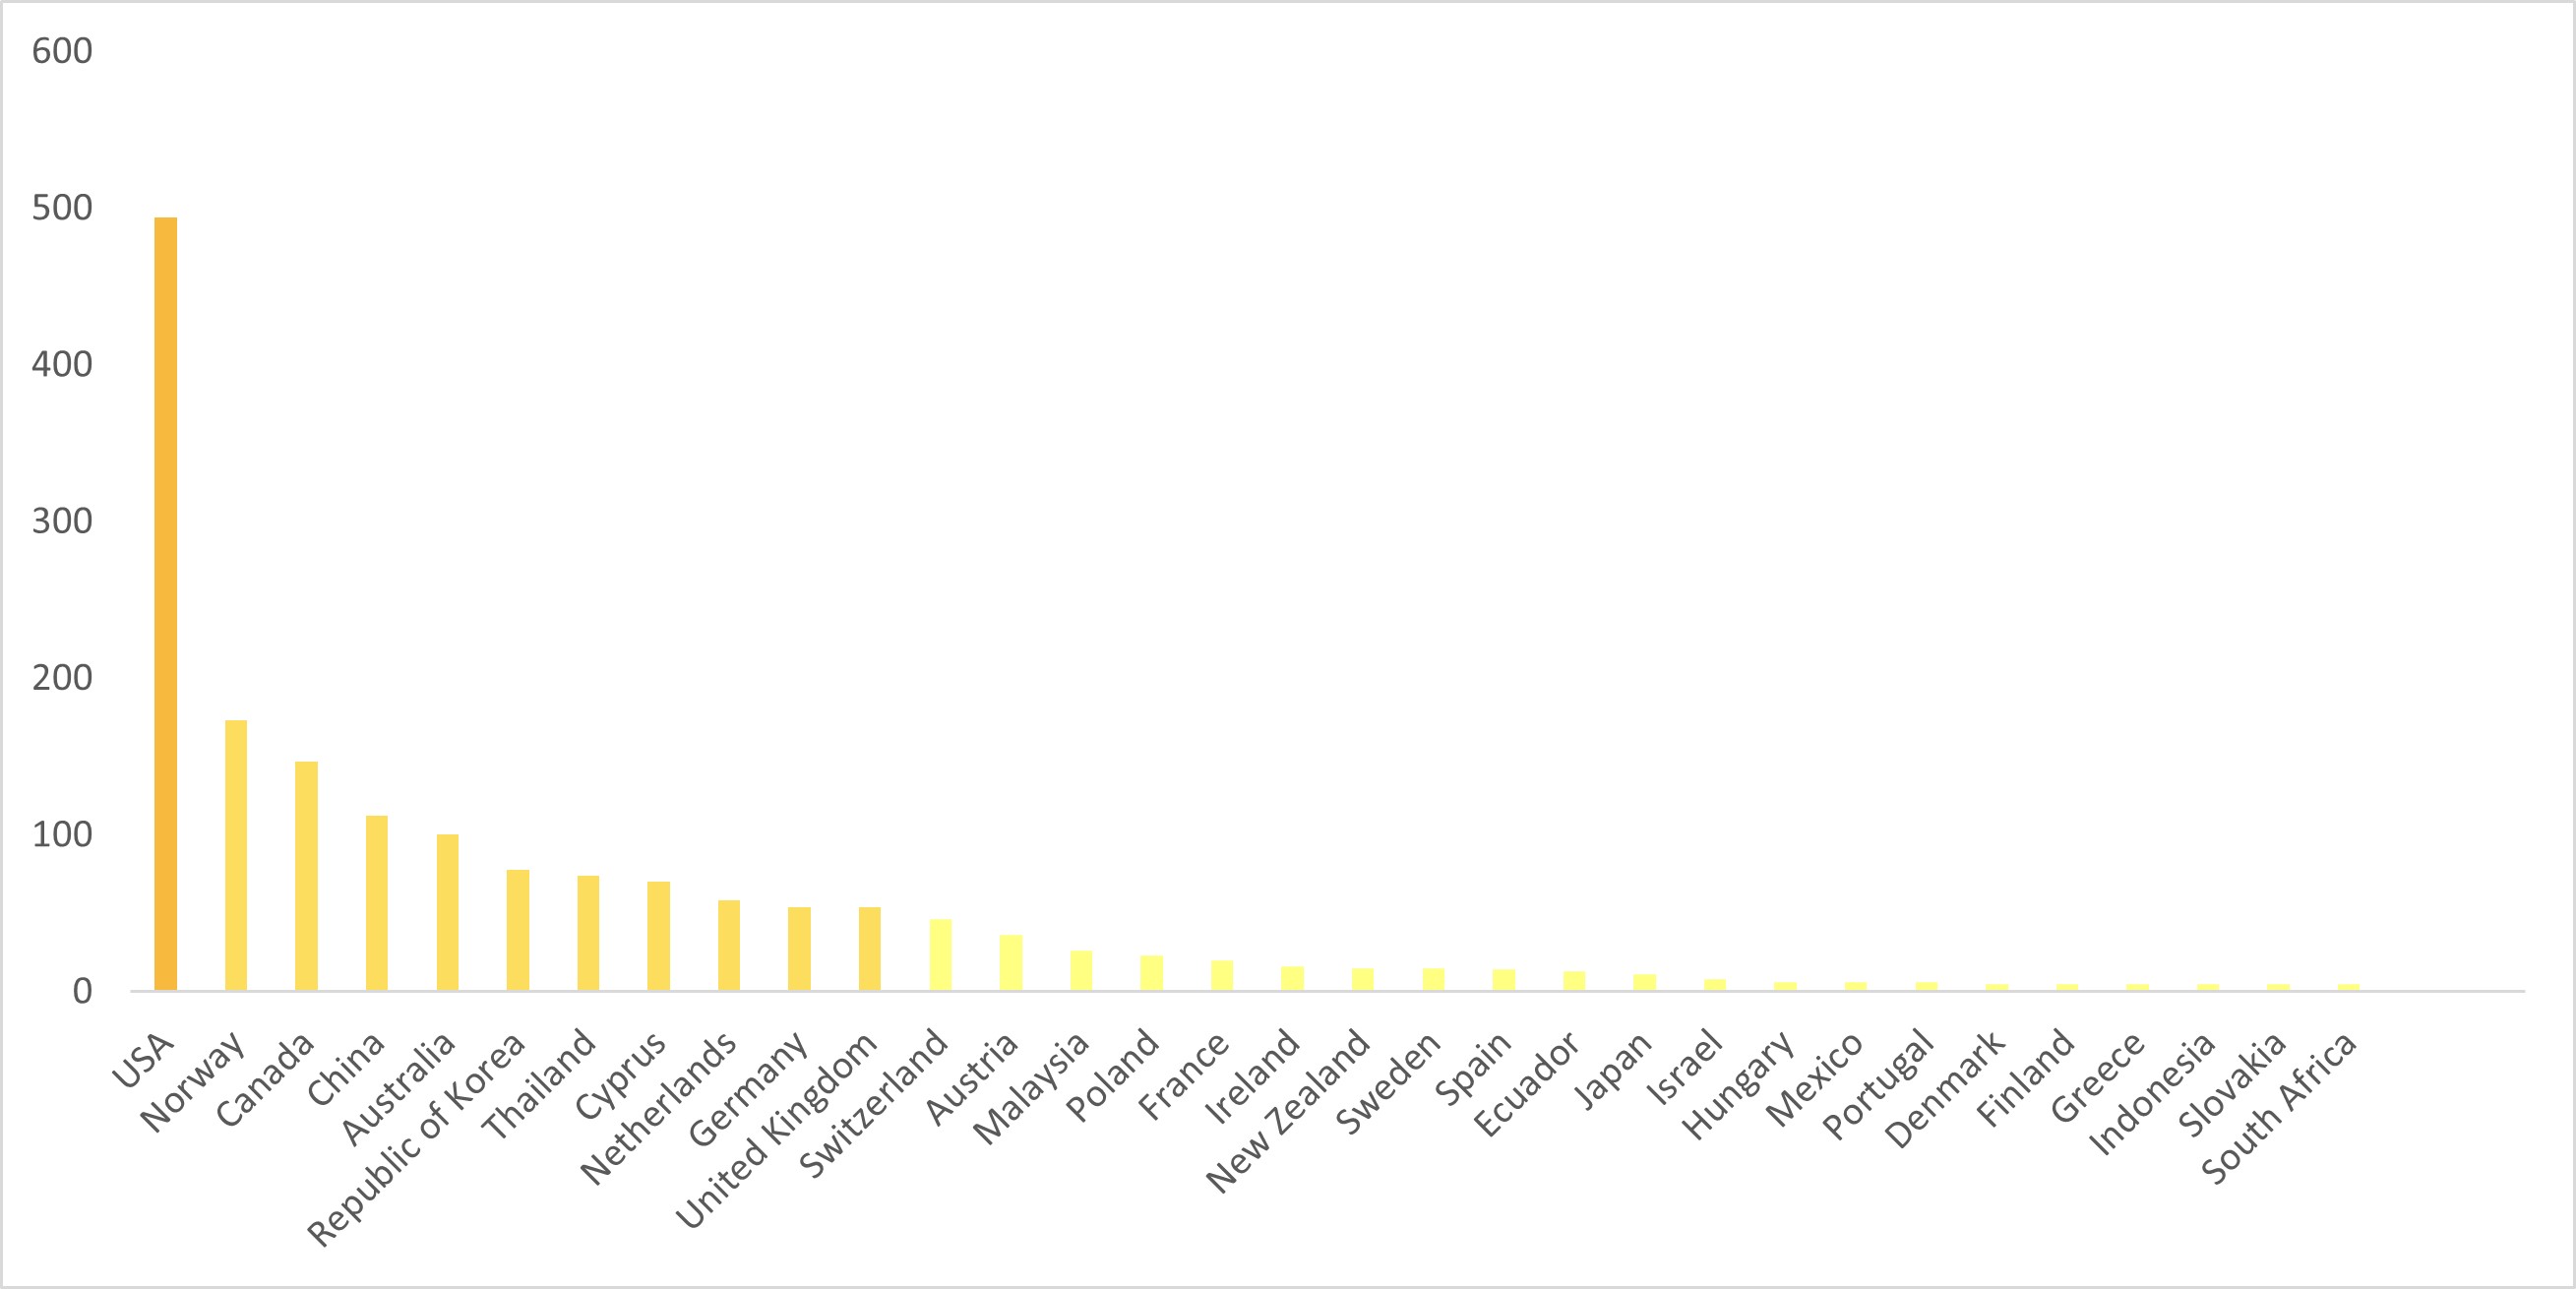 600
500
400
300
200
100
0
USA
Norway
Canada
China
Australia
Republic of Korea
Thailand
Cyprus
Netherlands
Germany
United Kingdom
Switzerland
Austria
Malaysia
Poland
France
Ireland
New Zealand
Sweden
Spain
Ecuador
Japan
Israel
Hungary
Mexico
Portugal
Denmark
Finland
Greece
Indonesia
Slovakia
South Africa